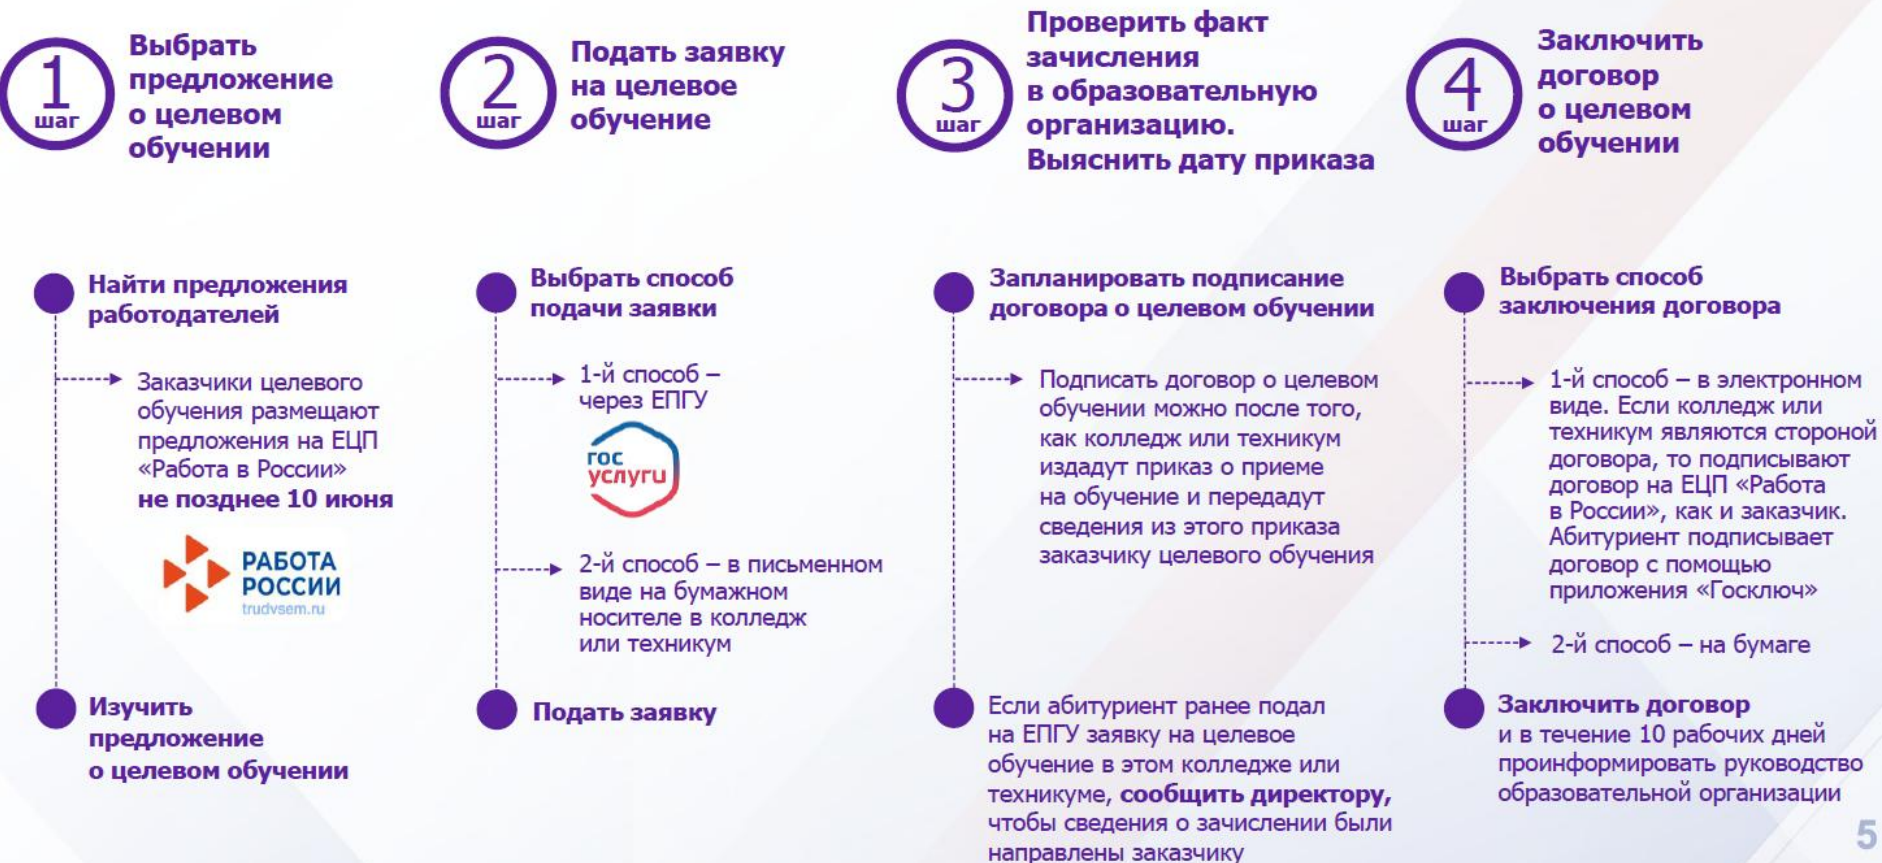 1
шаг
Выбрать
предложение
о целевом
обучении
2
шаг
Подать заявку
на целевое
обучение
3
шаг
Проверить факт
зачисления
в образовательную
организацию.
Выяснить дату приказа
4
шаг
Заключить
договор
о целевом
обучении
Найти предложения
работодателей
Заказчики целевого
обучения размещают
предложения на ЕЦП
«Работа в России»
не позднее 10 июня
РАБОТА
РОССИИ
trudvsem.ru
Изучить
предложение
о целевом обучении
Выбрать способ
подачи заявки
1-й способ –
через ЕПГУ
гос
услуги
2-й способ – в письменном
виде на бумажном
носителе в колледж
или техникум
Подать заявку
Запланировать подписание
договора о целевом обучении
Подписать договор о целевом
обучении можно после того,
как колледж или техникум
издадут приказ о приеме
на обучение и передадут
сведения из этого приказа
заказчику целевого обучения
Если абитуриент ранее подал
на ЕПГУ заявку на целевое
обучение в этом колледже или
техникуме, сообщить директору,
чтобы сведения о зачислении были
направлены заказчику
Выбрать способ
заключения договора
1-й способ – в электронном
виде. Если колледж или
техникум являются стороной
договора, то подписывают
договор на ЕЦП «Работа
в России», как и заказчик.
Абитуриент подписывает
договор с помощью
приложения «Госключ»
2-й способ – на бумаге
Заключить договор
и в течение 10 рабочих дней
проинформировать руководство
образовательной организации
5